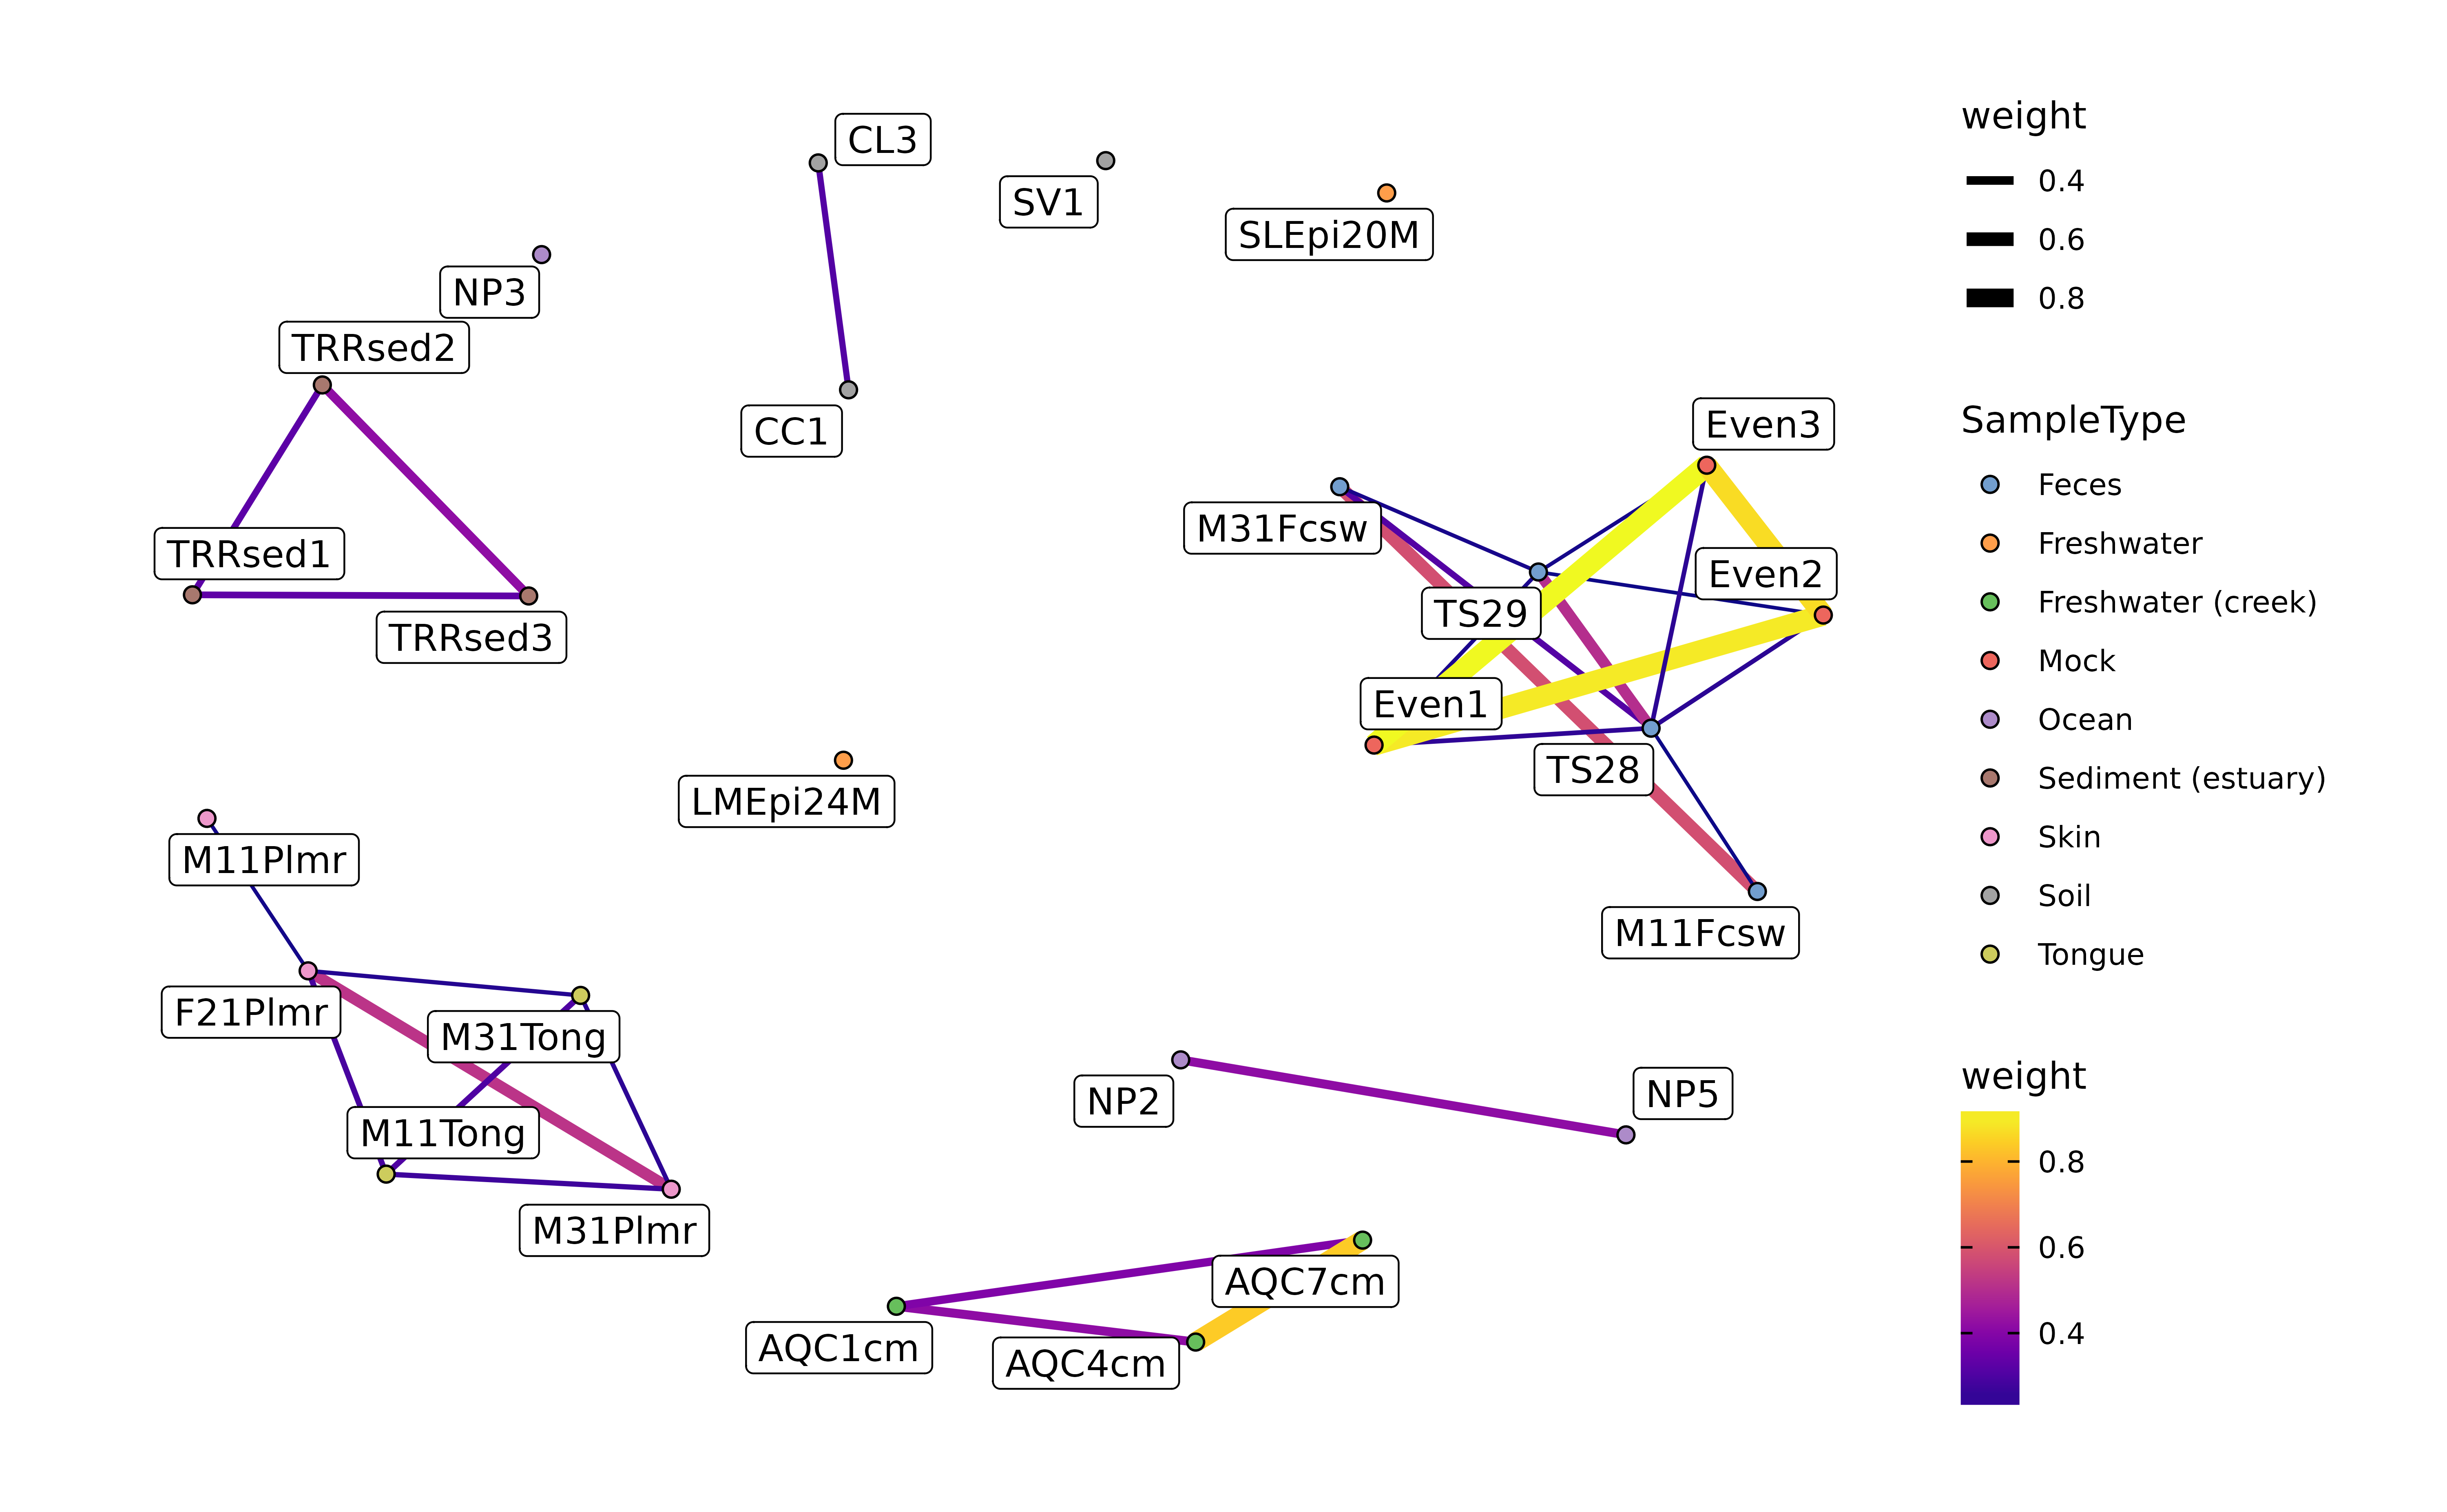 CL3
SV1
SLEpi20M
NP3
TRRsed2
CC1
Even3
M31Fcsw
TRRsed1
Even2
TS29
TRRsed3
Even1
TS28
LMEpi24M
M11Plmr
M11Fcsw
F21Plmr
M31Tong
NP2
NP5
M11Tong
M31Plmr
AQC7cm
AQC1cm
AQC4cm
weight
0.4
0.6
0.8
SampleType
Feces
Freshwater
Freshwater (creek)
Mock
Ocean
Sediment (estuary)
Skin
Soil
Tongue
weight
0.8
0.6
0.4